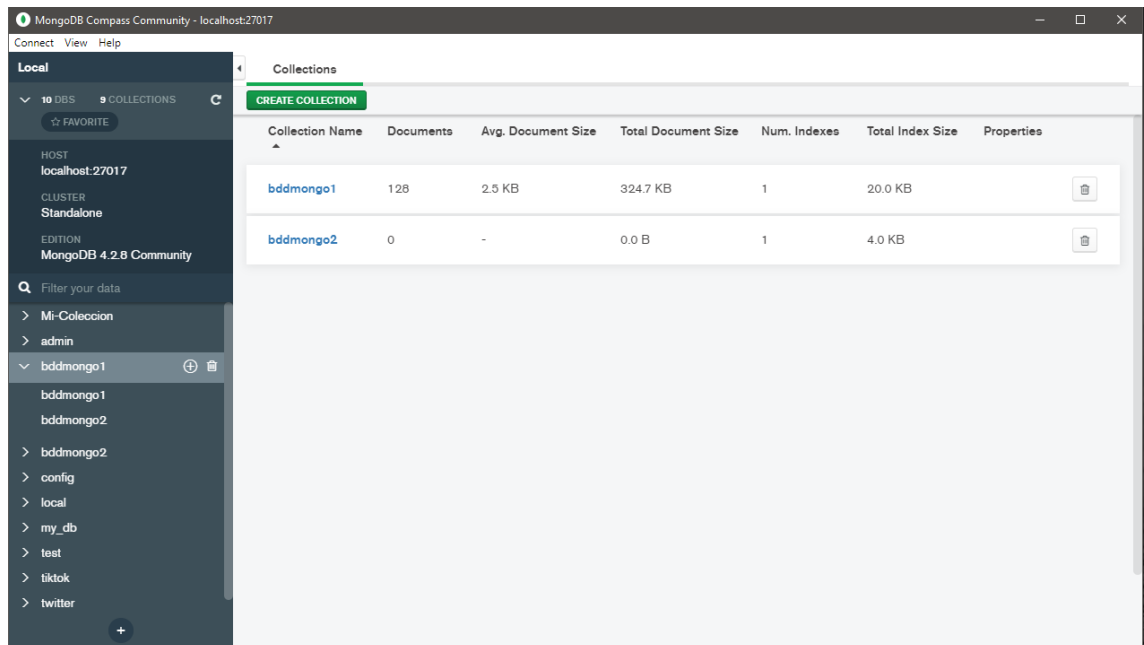 MongoDB Compass Community - localhost:27017
Connect View Help
Local
10 DBS 9 COLLECTIONS
FAVORITE
HOST
localhost:27017
CLUSTER
Standalone
EDITION
MongoDB 4.2.8 Community
Filter your data
Mi-Coleccion
admin
bddmongo1
bddmongo1
bddmongo2
bddmongo2
config
local
my_db
test
tiktok
twitter
Collections
CREATE COLLECTION
Collection Name Documents Avg. Document Size Total Document Size Num. Indexes Total Index Size Properties
bddmongo1 128 2.5 KB 324.7 KB 1 20.0 KB
bddmongo2 0 - 0.0 B 1 4.0 KB